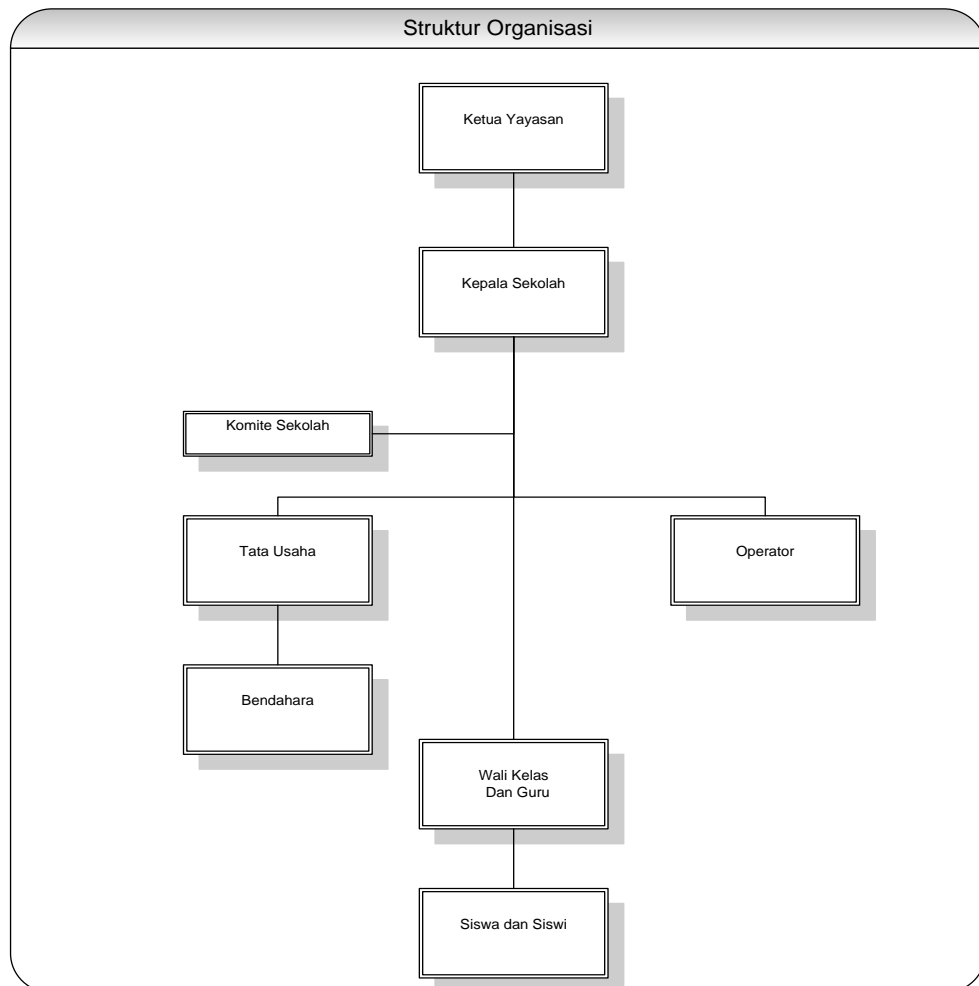 Struktur Organisasi
Ketua Yayasan
Kepala Sekolah
Komite Sekolah
Tata Usaha
Operator
Bendahara
Wali Kelas
Dan Guru
Siswa dan Siswi